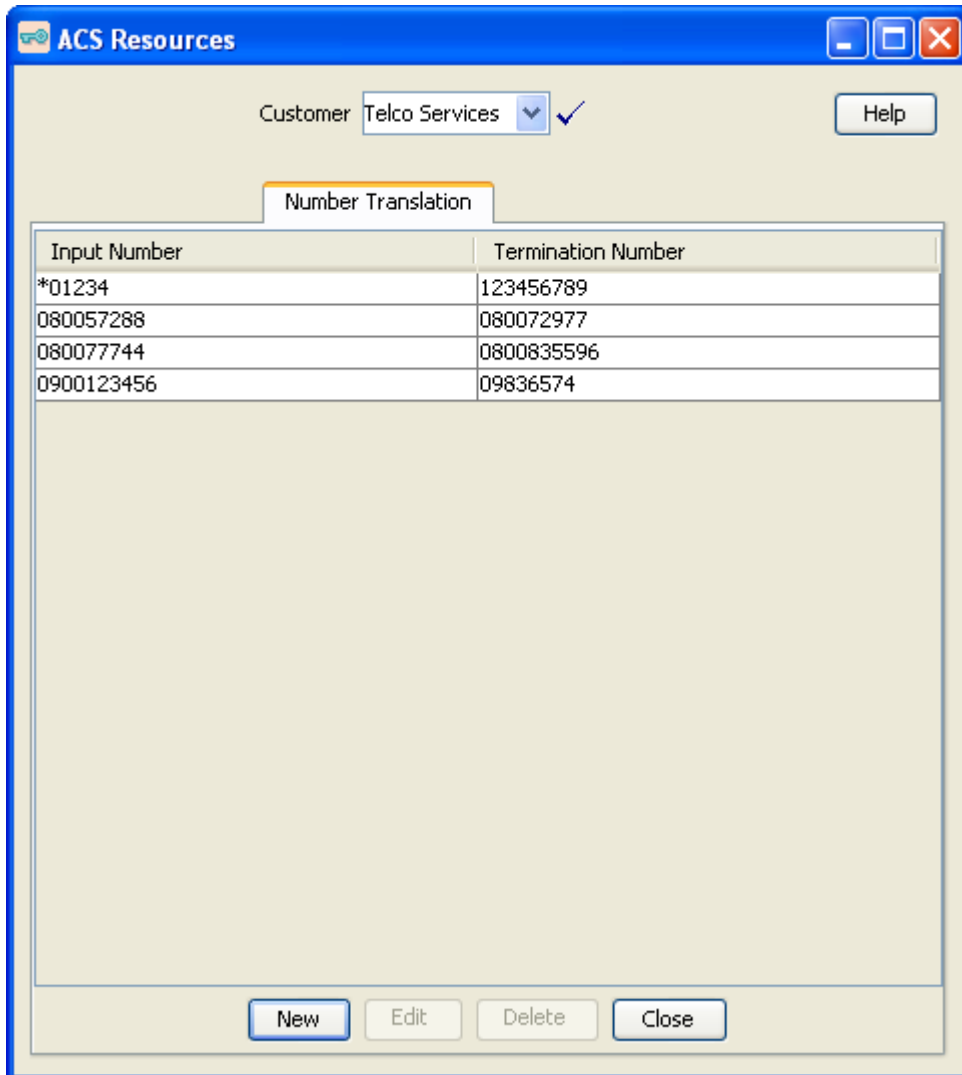 ACS Resources
Customer Telco Services Help
Number Translation
Input Number Termination Number
*01234 123456789
080057288 080072977
080077744 0800835596
0900123456 09836574
New Edit Delete Close